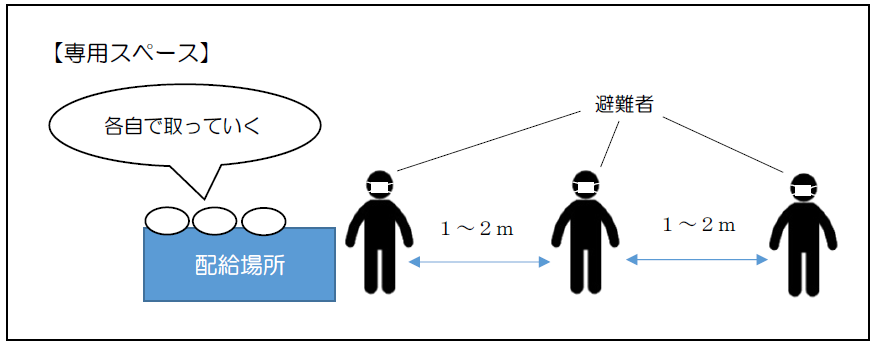 【専用スペース】
避難者
各自で取っていく
１～２ｍ
１～２ｍ
配給場所